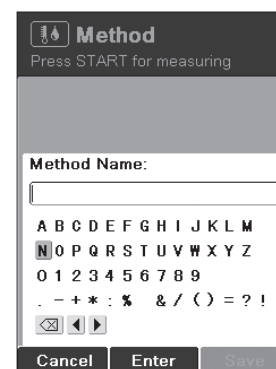 Method
Press START for measuring
Method Name:
A B C D E F G H I J K L M
N O P Q R S T U V W X Y Z
0 1 2 3 4 5 6 7 8 9
. - + * : % & / ( ) = ? !
Cancel Enter Save